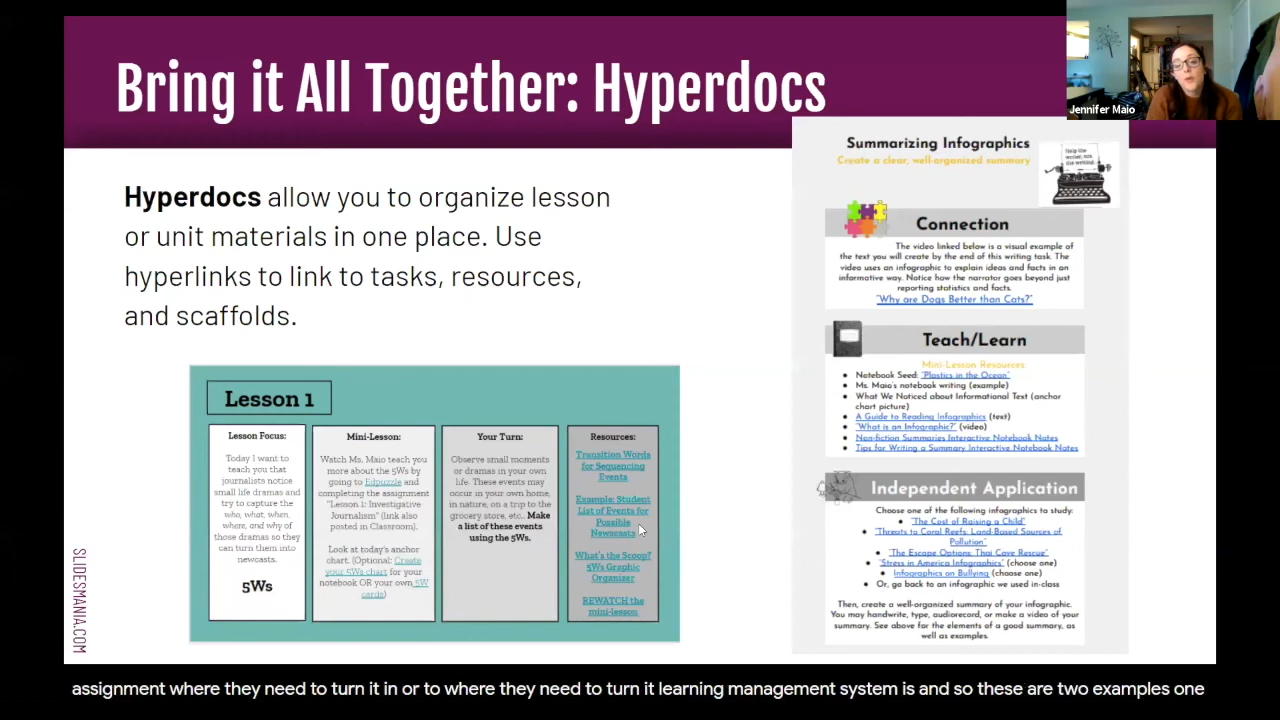 Bring it All Together: Hyperdocs
Jennifer Maio
Hyperdocs allow you to organize lesson
or unit materials in one place. Use
hyperlinks to link to tasks, resources,
and scaffolds.
Lesson 1
Lesson Focus:
Today I want to
teach you that
journalists notice
small life dramas and
try to capture the
who, what, when,
where, and why of
those dramas so they
can turn them into
newscasts.
5Ws
Mini-Lesson:
Watch Ms. Maio teach you
more about the 5Ws by
going to Edpuzzle and
completing the assignment
"Lesson 1: Investigative
Journalism" (link also
posted in Classroom).
Look at today's anchor
chart. (Optional: Create
your 5Ws chart for your
notebook OR your own 5W
cards)
Your Turn:
Observe small moments
or dramas in your own
life. These events may
occur in your own home,
in nature, on a trip to the
grocery store, etc.. Make
a list of these events
using the 5Ws.
Resources:
Transition Words
for Sequencing
Events
Example: Student
List of Events for
Possible
Newscasts
What's the Scoop?
5Ws Graphic
Organizer
REWATCH the
mini-lesson
Summarizing Infographics
Create a clear, well-organized summary
Help the
writer, not
the writing.
Connection
The video linked below is a visual example of
the text you will create by the end of this writing task. The
video uses an infographic to explain ideas and facts in an
informative way. Notice how the narrator goes beyond just
reporting statistics and facts.
"Why are Dogs Better than Cats?"
Teach/Learn
Mini-Lesson Resources:
● Notebook Seed: "Plastics in the Ocean"
● Ms. Maio's notebook writing (example)
● What We Noticed about Informational Text (anchor
chart picture)
● A Guide to Reading Infographics (text)
● "What is an Infographic?" (video)
● Non-fiction Summaries Interactive Notebook Notes
● Tips for Writing a Summary Interactive Notebook Notes
Independent Application
Choose one of the following infographics to study:
● "The Cost of Raising a Child"
● "Threats to Coral Reefs: Land-Based Sources of
Pollution"
● "The Escape Options: Thai Cave Rescue"
● "Stress in America Infographics" (choose one)
● Infographics on Bullying (choose one)
● Or, go back to an infographic we used in-class
Then, create a well-organized summary of your infographic.
You may handwrite, type, audiorecord, or make a video of your
summary. See above for the elements of a good summary, as
well as examples.
SLIDESMANIA.COM
assignment where they need to turn it in or to where they need to turn it learning management system is and so these are two examples one